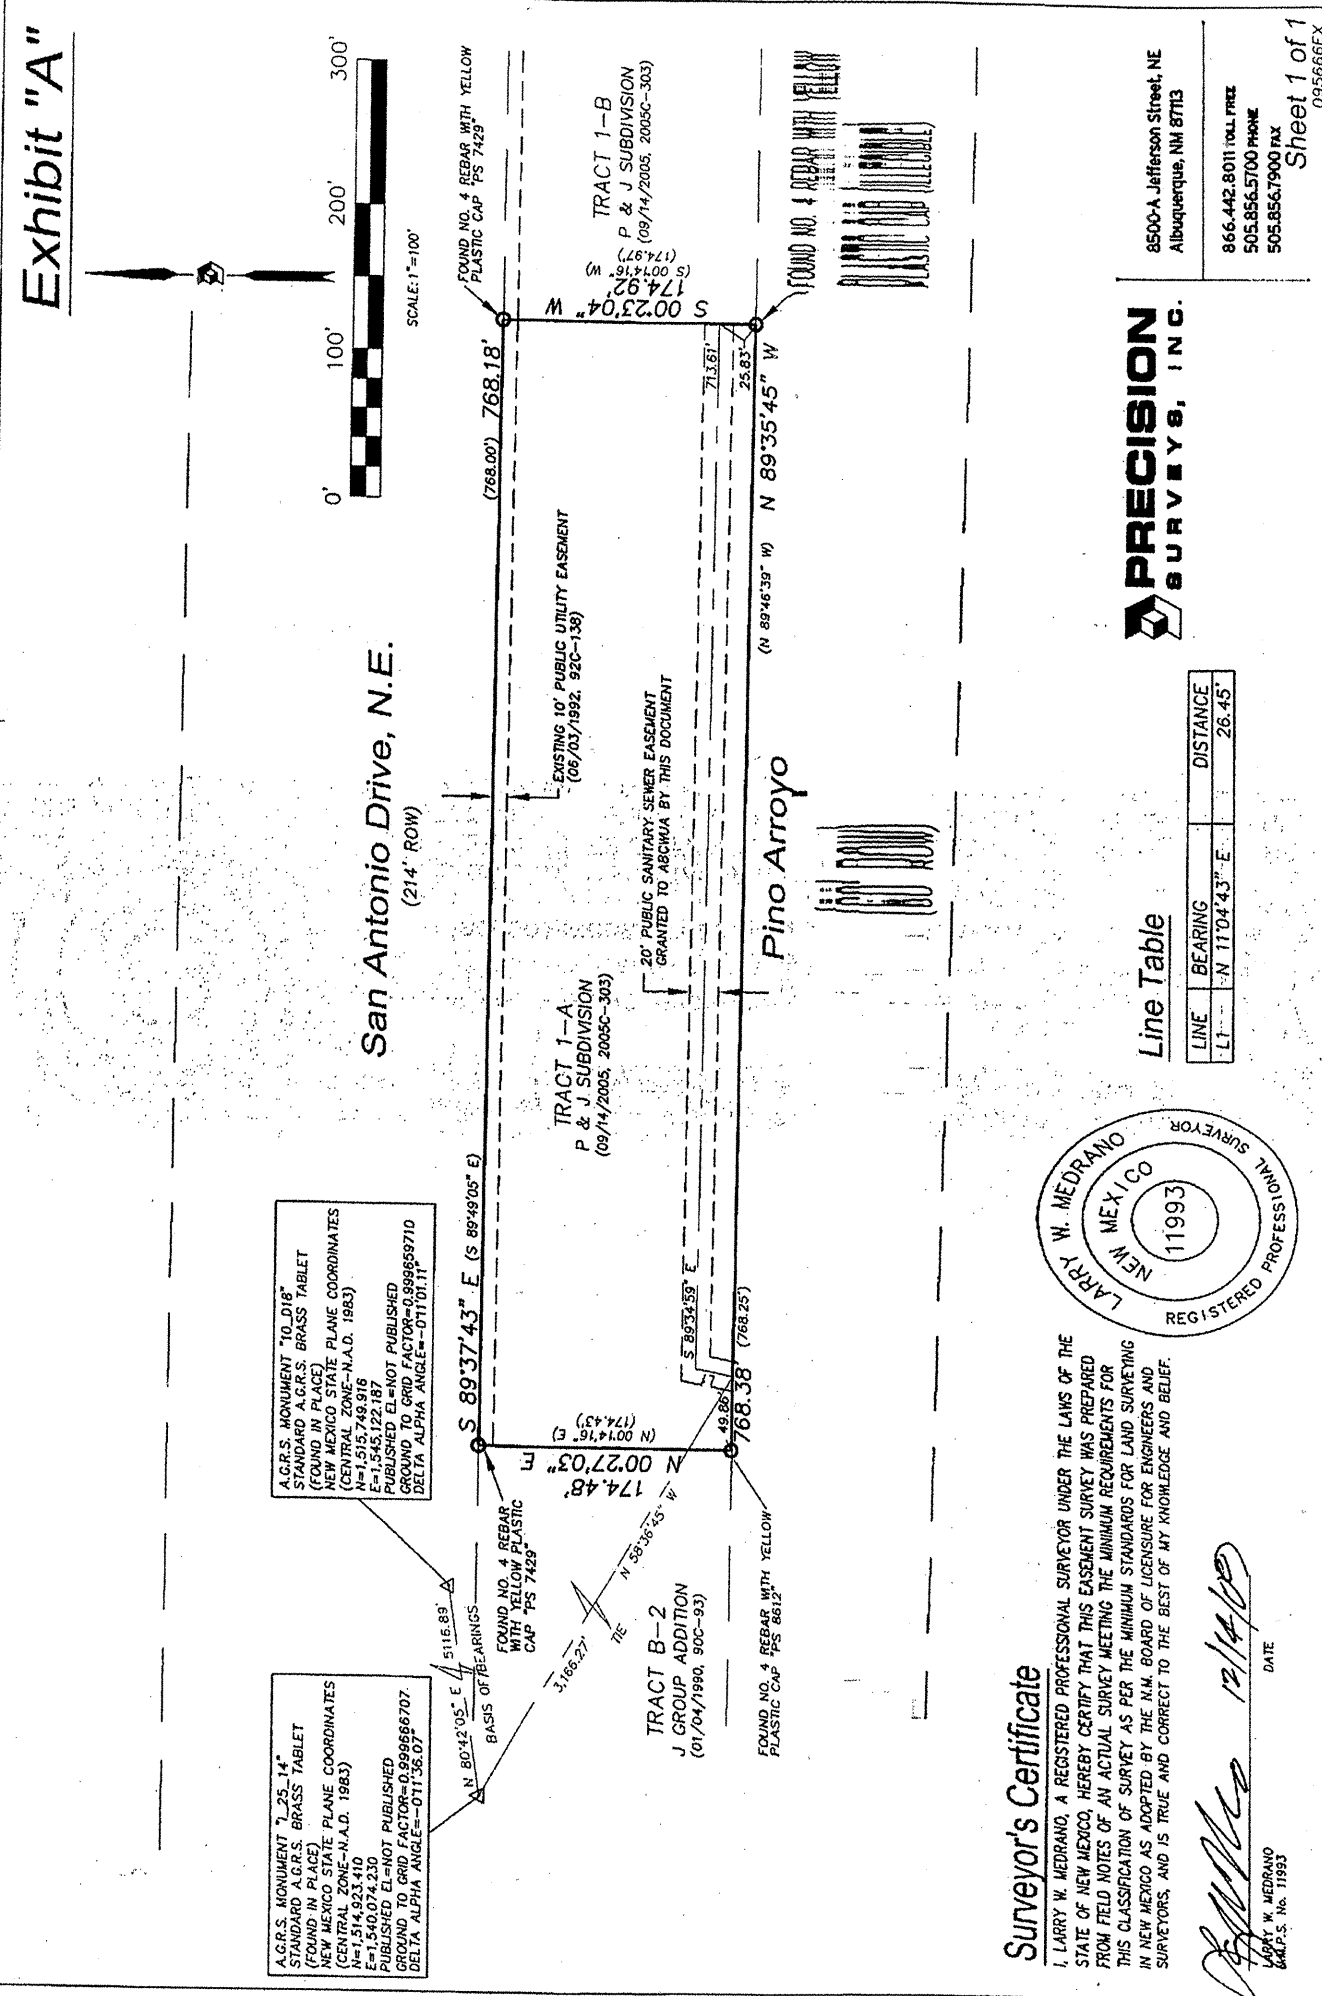 Exhibit "A"
0'
100'
200'
300'
SCALE: 1"=100'
A.G.R.S. MONUMENT "I_25_14"
STANDARD A.G.R.S. BRASS TABLET
(FOUND IN PLACE)
NEW MEXICO STATE PLANE COORDINATES
(CENTRAL ZONE-N.A.D. 1983)
N=1,514,923.410
E=1,540,074.230
PUBLISHED EL=NOT PUBLISHED
GROUND TO GRID FACTOR=0.999666707
DELTA ALPHA ANGLE=-0°11'36.07"
A.G.R.S. MONUMENT "10_D18"
STANDARD A.G.R.S. BRASS TABLET
(FOUND IN PLACE)
NEW MEXICO STATE PLANE COORDINATES
(CENTRAL ZONE-N.A.D. 1983)
N=1,515,749.916
E=1,545,122.187
PUBLISHED EL=NOT PUBLISHED
GROUND TO GRID FACTOR=0.999659710
DELTA ALPHA ANGLE=-0°11'01.11"
San Antonio Drive, N.E.
(214' ROW)
N 80°42'05" E
5116.89'
BASIS OF BEARINGS
S 89°37'43" E
(S 89°49'05" E)
(768.00')
768.18'
FOUND NO. 4 REBAR WITH YELLOW
PLASTIC CAP "PS 7429"
FOUND NO. 4 REBAR
WITH YELLOW PLASTIC
CAP "PS 7429"
EXISTING 10' PUBLIC UTILITY EASEMENT
(06/03/1992, 92C-138)
TRACT 1-A
P & J SUBDIVISION
(09/14/2005, 2005C-303)
TRACT 1-B
P & J SUBDIVISION
(09/14/2005, 2005C-303)
S 00°23'04" W
174.92'
(S 00°14'16" W)
(174.97')
N 00°27'03" E
174.48'
(N 00°14'16" E)
(174.43')
3,166.27'
N 58°36'45" W
TIE
20' PUBLIC SANITARY SEWER EASEMENT
GRANTED TO ABCWUA BY THIS DOCUMENT
TRACT B-2
J GROUP ADDITION
(01/04/1990, 90C-93)
S 89°34'59" E
713.61'
25.83'
49.86'
768.38'
(768.25')
(N 89°46'39" W)
N 89°35'45" W
FOUND NO. 4 REBAR WITH YELLOW
PLASTIC CAP "PS 8612"
Pino Arroyo
ROW)
FOUND NO. 4 REBAR WITH YELLOW
PLASTIC CAP (ILLEGIBLE)
Surveyor's Certificate
I, LARRY W. MEDRANO, A REGISTERED PROFESSIONAL SURVEYOR UNDER THE LAWS OF THE
STATE OF NEW MEXICO, HEREBY CERTIFY THAT THIS EASEMENT SURVEY WAS PREPARED
FROM FIELD NOTES OF AN ACTUAL SURVEY MEETING THE MINIMUM REQUIREMENTS FOR
THIS CLASSIFICATION OF SURVEY AS PER THE MINIMUM STANDARDS FOR LAND SURVEYING
IN NEW MEXICO AS ADOPTED BY THE N.M. BOARD OF LICENSURE FOR ENGINEERS AND
SURVEYORS, AND IS TRUE AND CORRECT TO THE BEST OF MY KNOWLEDGE AND BELIEF.
LARRY W. MEDRANO
N.M.P.S. No. 11993
DATE
LARRY W. MEDRANO
NEW MEXICO
11993
REGISTERED PROFESSIONAL SURVEYOR
Line Table
LINE BEARING DISTANCE
L1 N 11°04'43" E 26.45'
PRECISION
SURVEYS, INC.
8500-A Jefferson Street, NE
Albuquerque, NM 87113
866.442.8011 TOLL FREE
505.856.5700 PHONE
505.856.7900 FAX
Sheet 1 of 1
095666EX